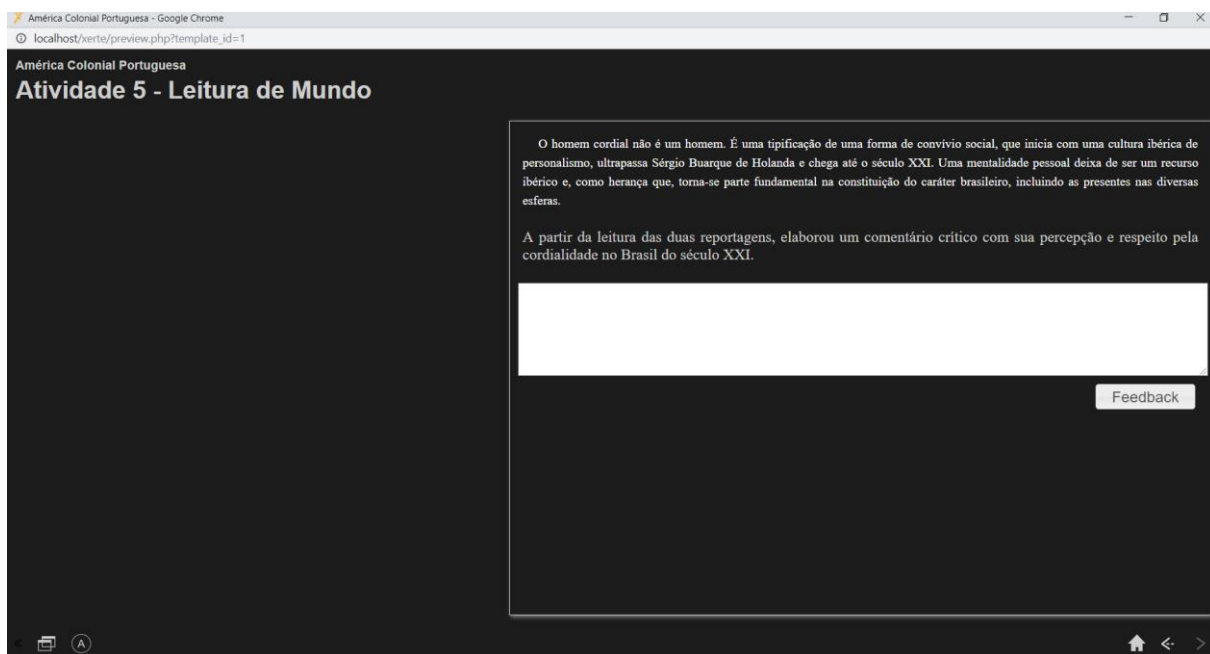 América Colonial Portuguesa - Google Chrome
localhost/xerte/preview.php?template_id=1
América Colonial Portuguesa
Atividade 5 - Leitura de Mundo
O homem cordial não é um homem. É uma tipificação de uma forma de convívio social, que inicia com uma cultura ibérica de
personalismo, ultrapassa Sérgio Buarque de Holanda e chega até o século XXI. Uma mentalidade pessoal deixa de ser um recurso
ibérico e, como herança que, torna-se parte fundamental na constituição do caráter brasileiro, incluindo as presentes nas diversas
esferas.
A partir da leitura das duas reportagens, elaborou um comentário crítico com sua percepção e respeito pela
cordialidade no Brasil do século XXI.
Feedback
A